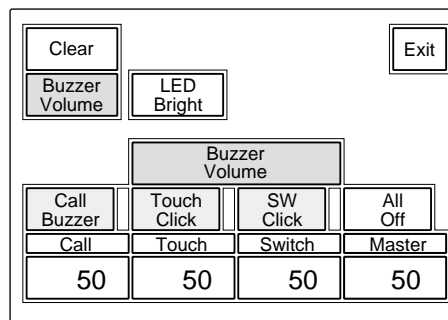 Clear
Exit
Buzzer
Volume
LED
Bright
Buzzer
Volume
Call
Buzzer
Touch
Click
SW
Click
All
Off
Call Touch Switch Master
50 50 50 50